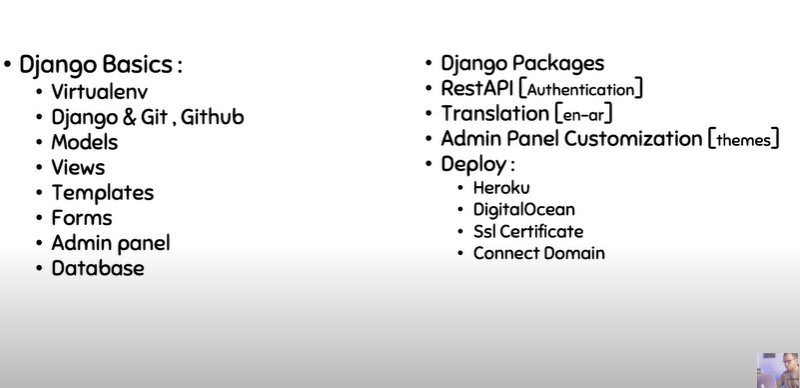 • Django Basics :
• Virtualenv
• Django & Git , Github
• Models
• Views
• Templates
• Forms
• Admin panel
• Database
• Django Packages
• RestAPI [Authentication]
• Translation [en-ar]
• Admin Panel Customization [themes]
• Deploy :
• Heroku
• DigitalOcean
• Ssl Certificate
• Connect Domain